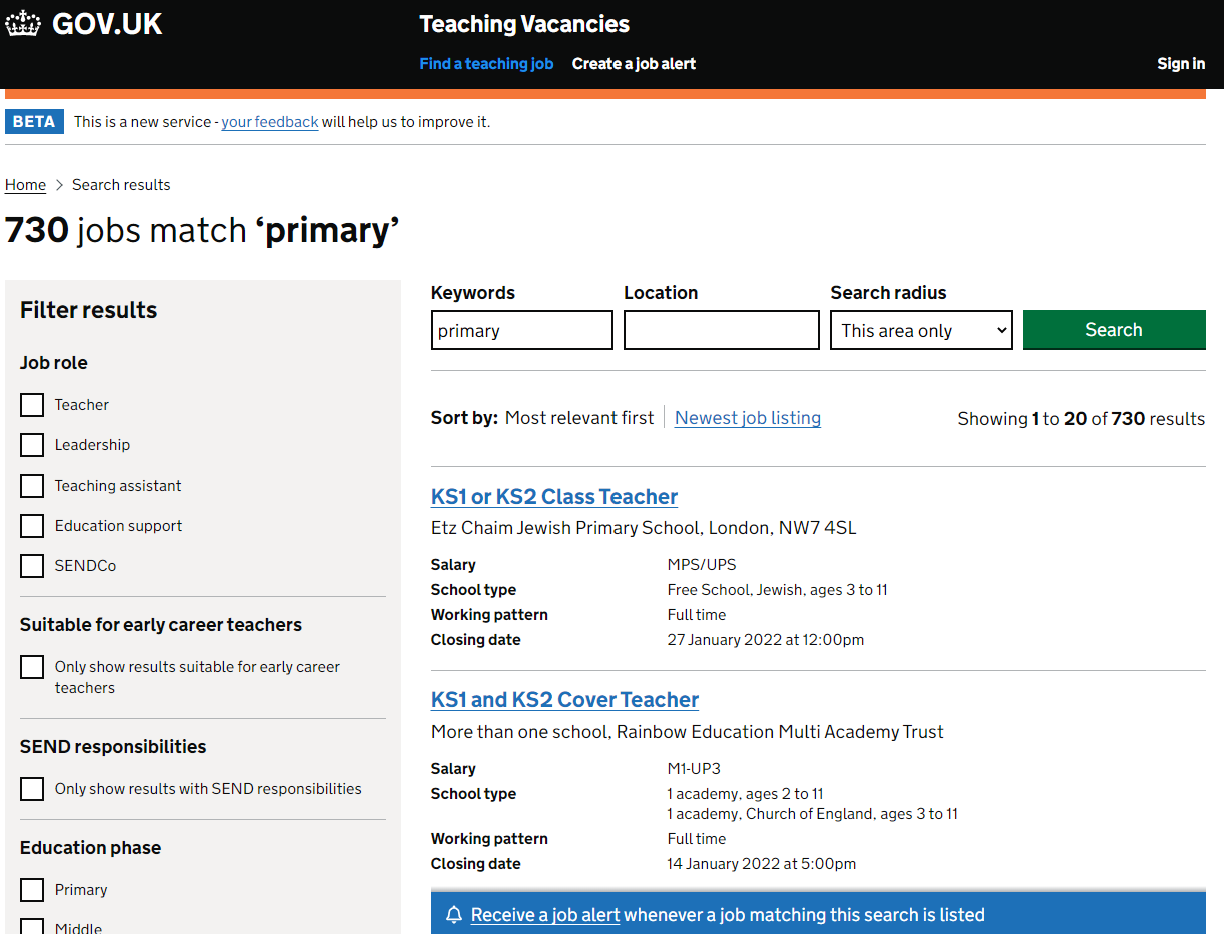 GOV.UK
Teaching Vacancies
Find a teaching job Create a job alert Sign in
BETA This is a new service - your feedback will help us to improve it.
Home > Search results
730 jobs match ‘primary’
Filter results
Job role
Teacher
Leadership
Teaching assistant
Education support
SENDCo
Suitable for early career teachers
Only show results suitable for early career
teachers
SEND responsibilities
Only show results with SEND responsibilities
Education phase
Primary
Middle
Keywords Location Search radius
primary This area only Search
Sort by: Most relevant first Newest job listing Showing 1 to 20 of 730 results
KS1 or KS2 Class Teacher
Etz Chaim Jewish Primary School, London, NW7 4SL
Salary MPS/UPS
School type Free School, Jewish, ages 3 to 11
Working pattern Full time
Closing date 27 January 2022 at 12:00pm
KS1 and KS2 Cover Teacher
More than one school, Rainbow Education Multi Academy Trust
Salary M1-UP3
School type 1 academy, ages 2 to 11
1 academy, Church of England, ages 3 to 11
Working pattern Full time
Closing date 14 January 2022 at 5:00pm
Receive a job alert whenever a job matching this search is listed